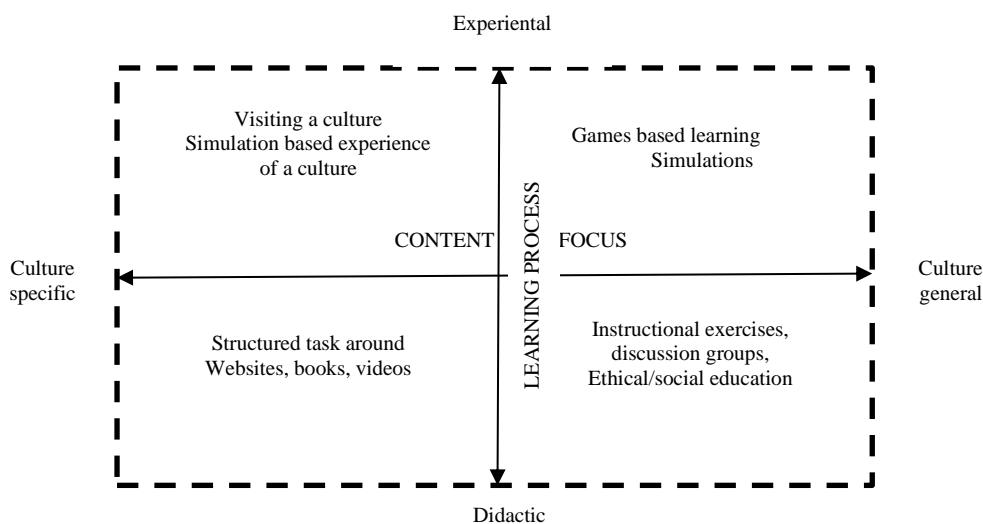 Experiental
Visiting a culture
Simulation based experience
of a culture
Games based learning
Simulations
CONTENT FOCUS
LEARNING PROCESS
Culture
specific
Culture
general
Structured task around
Websites, books, videos
Instructional exercises,
discussion groups,
Ethical/social education
Didactic